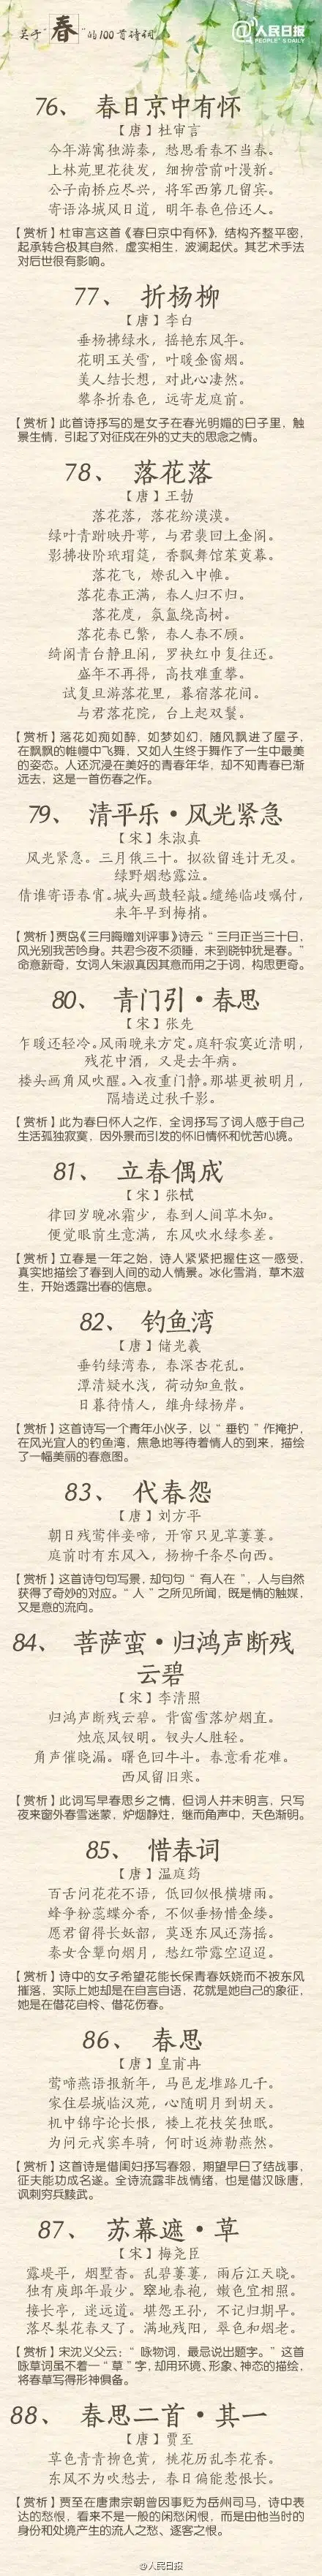 关于“春”的100首诗词
@人民日报
PEOPLE'S DAILY
76、 春日京中有怀
【唐】杜审言
今年游寓独游秦，愁思看春不当春。
上林苑里花徒发，细柳营前叶漫新。
公子南桥应尽兴，将军西第几留宾。
寄语洛城风日道，明年春色倍还人。
【赏析】杜审言这首《春日京中有怀》，结构齐整平密，
起承转合极其自然，虚实相生，波澜起伏。其艺术手法
对后世很有影响。
77、 折杨柳
【唐】李白
垂杨拂绿水，摇艳东风年。
花明玉关雪，叶暖金窗烟。
美人结长想，对此心凄然。
攀条折春色，远寄龙庭前。
【赏析】此首诗抒写的是女子在春光明媚的日子里，触
景生情，引起了对征戍在外的丈夫的思念之情。
78、 落花落
【唐】王勃
落花落，落花纷漠漠。
绿叶青跗映丹萼，与君裴回上金阁。
影拂妆阶玳瑁筵，香飘舞馆茱萸幕。
落花飞，燎乱入中帷。
落花春正满，春人归不归。
落花度，氛氲绕高树。
落花春已繁，春人春不顾。
绮阁青台静且闲，罗袂红巾复往还。
盛年不再得，高枝难重攀。
试复旦游落花里，暮宿落花间。
与君落花院，台上起双鬟。
【赏析】落花如痴如醉，如梦如幻，随风飘进了屋子，
在飘飘的帷幔中飞舞，又如人生终于舞作了一生中最美
的姿态。人还沉浸在美好的青春年华，却不知青春已渐
远去，这是一首伤春之作。
79、 清平乐·风光紧急
【宋】朱淑真
风光紧急。三月俄三十。拟欲留连计无及。
绿野烟愁露泣。
倩谁寄语春宵。城头画鼓轻敲。缱绻临歧嘱付，
来年早到梅梢。
【赏析】贾岛《三月晦赠刘评事》诗云：“三月正当三十日，
风光别我苦吟身。共君今夜不须睡，未到晓钟犹是春。”
命意新奇，女词人朱淑真因其意而用之于词，构思更奇。
80、 青门引·春思
【宋】张先
乍暖还轻冷。风雨晚来方定。庭轩寂寞近清明，
残花中酒，又是去年病。
楼头画角风吹醒。入夜重门静。那堪更被明月，
隔墙送过秋千影。
【赏析】此为春日怀人之作，全词抒写了词人感于自己
生活孤独寂寞，因外景而引发的怀旧情怀和忧苦心境。
81、 立春偶成
【宋】张栻
律回岁晚冰霜少，春到人间草木知。
便觉眼前生意满，东风吹水绿参差。
【赏析】立春是一年之始，诗人紧紧把握住这一感受，
真实地描绘了春到人间的动人情景。冰化雪消，草木滋
生，开始透露出春的信息。
82、 钓鱼湾
【唐】储光羲
垂钓绿湾春，春深杏花乱。
潭清疑水浅，荷动知鱼散。
日暮待情人，维舟绿杨岸。
【赏析】这首诗写一个青年小伙子，以“垂钓”作掩护，
在风光宜人的钓鱼湾，焦急地等待着情人的到来，描绘
了一幅美丽的春意图。
83、 代春怨
【唐】刘方平
朝日残莺伴妾啼，开帘只见草萋萋。
庭前时有东风入，杨柳千条尽向西。
【赏析】这首诗句句写景，却句句“有人在”，人与自然
获得了奇妙的对应。“人”之所见所闻，既是情的触媒，
又是意的流向。
84、 菩萨蛮·归鸿声断残
云碧
【宋】李清照
归鸿声断残云碧。背窗雪落炉烟直。
烛底凤钗明。钗头人胜轻。
角声催晓漏。曙色回牛斗。春意看花难。
西风留旧寒。
【赏析】此词写早春思乡之情，但词人并未明言，只写
夜来窗外春雪迷蒙，炉烟静炷，继而角声中，天色渐明。
85、 惜春词
【唐】温庭筠
百舌问花花不语，低回似恨横塘雨。
蜂争粉蕊蝶分香，不似垂杨惜金缕。
愿君留得长妖韶，莫逐东风还荡摇。
秦女含颦向烟月，愁红带露空迢迢。
【赏析】诗中的女子希望花能长保青春妖娆而不被东风
摧落，实际上她却是在自言自语，花就是她自己的象征，
她是在借花自怜、借花伤春。
86、 春思
【唐】皇甫冉
莺啼燕语报新年，马邑龙堆路几千。
家住层城临汉苑，心随明月到胡天。
机中锦字论长恨，楼上花枝笑独眠。
为问元戎窦车骑，何时返旆勒燕然。
【赏析】这首诗是借闺妇抒写春怨，期望早日了结战事，
征夫能功成名遂。全诗流露非战情绪，也是借汉咏唐，
讽刺穷兵黩武。
87、 苏幕遮·草
【宋】梅尧臣
露堤平，烟墅杳。乱碧萋萋，雨后江天晓。
独有庾郎年最少。窣地春袍，嫩色宜相照。
接长亭，迷远道。堪怨王孙，不记归期早。
落尽梨花春又了。满地残阳，翠色和烟老。
【赏析】宋沈义父云：“咏物词，最忌说出题字。”这首
咏草词虽不着一“草”字，却用环境、形象、神态的描绘，
将春草写得形神俱备。
88、 春思二首·其一
【唐】贾至
草色青青柳色黄，桃花历乱李花香。
东风不为吹愁去，春日偏能惹恨长。
【赏析】贾至在唐肃宗朝曾因事贬为岳州司马，诗中表
达的愁恨，看来不是一般的闲愁闲恨，而是由他当时的
身份和处境产生的流人之愁、逐客之恨。
@人民日报